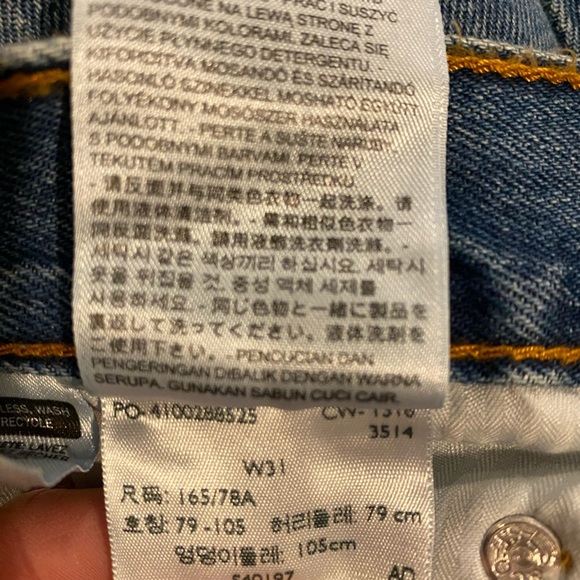 PODOBNYMI KOLORAMI. ZALECA SIĘ
UŻYCIE PŁYNNEGO DETERGENTU.
KIFORDÍTVA MOSANDÓ ÉS SZÁRÍTANDÓ
HASONLÓ SZÍNEKKEL. MOSHATÓ EGYÜTT
FOLYÉKONY MOSÓSZER HASZNÁLATA
AJÁNLOTT. - PERTE A SUŠTE NARUBY
S PODOBNÝMI BARVAMI. PERTE V
TEKUTÉM PRACÍM PROSTŘEDKU.
- 请反面并与同类色衣物一起洗涤。请
使用液体清洁剂。- 與相似色衣物
反面洗滌。請用液態洗衣劑洗滌。-
세탁시 같은 색상끼리 하십시요. 세탁시
옷을 뒤집을 것. 중성 액체 세제를
사용하세요. - 同じ色物と一緒に製品を
裏返して洗ってください。液体洗剤を
ご使用下さい。- PENCUCIAN DAN
PENGERINGAN DIBALIK DENGAN WARNA
SERUPA. GUNAKAN SABUN CUCI CAIR.
LESS, WASH
RECYCLE
PO-4100288525 CW-1316
3514
W31
尺码: 165/78A
호칭: 79-105 허리둘레: 79 cm
엉덩이둘레: 105cm